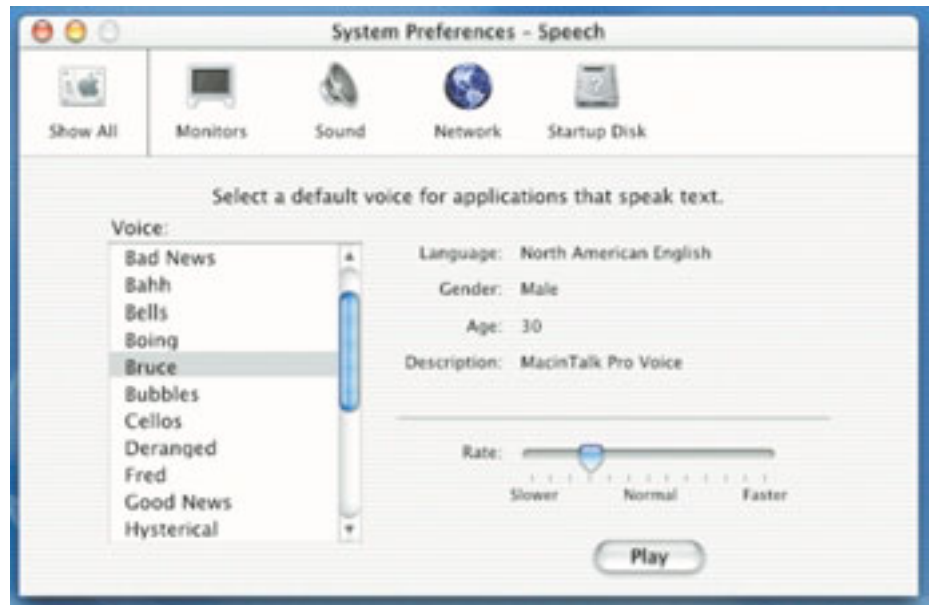 System Preferences – Speech
Show All
Monitors
Sound
Network
Startup Disk
Select a default voice for applications that speak text.
Voice:
Bad News
Bahh
Bells
Boing
Bruce
Bubbles
Cellos
Deranged
Fred
Good News
Hysterical
Language: North American English
Gender: Male
Age: 30
Description: MacinTalk Pro Voice
Rate:
Slower Normal Faster
Play